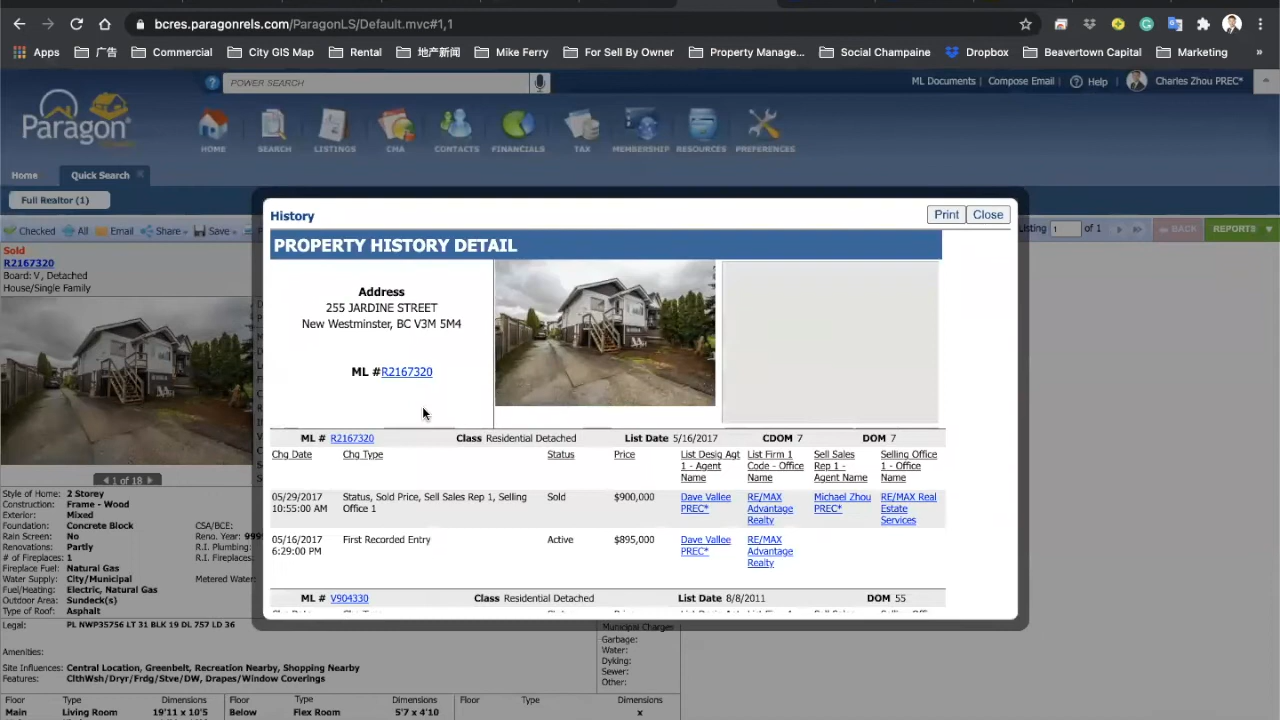 bcres.paragonrels.com/ParagonLS/Default.mvc#1,1
Apps 广告 Commercial City GIS Map Rental 地产新闻 Mike Ferry For Sell By Owner Property Manage... Social Champaine Dropbox Beavertown Capital Marketing »
? POWER SEARCH ML Documents | Compose Email | ? Help | Charles Zhou PREC*
Paragon
HOME SEARCH LISTINGS CMA CONTACTS FINANCIALS TAX MEMBERSHIP RESOURCES PREFERENCES
Home Quick Search
Full Realtor (1)
Checked All Email Share Save Listing 1 of 1 BACK REPORTS
History Print Close
PROPERTY HISTORY DETAIL
Sold
R2167320
Board: V, Detached
House/Single Family
Address
255 JARDINE STREET
New Westminster, BC V3M 5M4
ML #R2167320
ML # R2167320 Class Residential Detached List Date 5/16/2017 CDOM 7 DOM 7
Chg Date Chg Type Status Price List Desig Agt 1 - Agent Name List Firm 1 Code - Office Name Sell Sales Rep 1 - Agent Name Selling Office 1 - Office Name
05/29/2017 10:55:00 AM Status, Sold Price, Sell Sales Rep 1, Selling Office 1 Sold $900,000 Dave Vallee PREC* RE/MAX Advantage Realty Michael Zhou PREC* RE/MAX Real Estate Services
05/16/2017 6:29:00 PM First Recorded Entry Active $895,000 Dave Vallee PREC* RE/MAX Advantage Realty
ML # V904330 Class Residential Detached List Date 8/8/2011 DOM 55
1 of 18
Style of Home: 2 Storey
Construction: Frame - Wood
Exterior: Mixed
Foundation: Concrete Block CSA/BCE:
Rain Screen: No Reno. Year: 999
Renovations: Partly R.I. Plumbing:
# of Fireplaces: 1 R.I. Fireplaces:
Fireplace Fuel: Natural Gas
Water Supply: City/Municipal Metered Water:
Fuel/Heating: Electric, Natural Gas
Outdoor Area: Sundeck(s)
Type of Roof: Asphalt
Legal: PL NWP35756 LT 31 BLK 19 DL 757 LD 36
Amenities:
Site Influences: Central Location, Greenbelt, Recreation Nearby, Shopping Nearby
Features: ClthWsh/Dryr/Frdg/Stve/DW, Drapes/Window Coverings
Municipal Charges
Garbage:
Water:
Dyking:
Sewer:
Other:
Floor Type Dimensions Floor Type Dimensions Floor Type Dimensions
Main Living Room 19'11 x 10'5 Below Flex Room 5'7 x 4'10 x